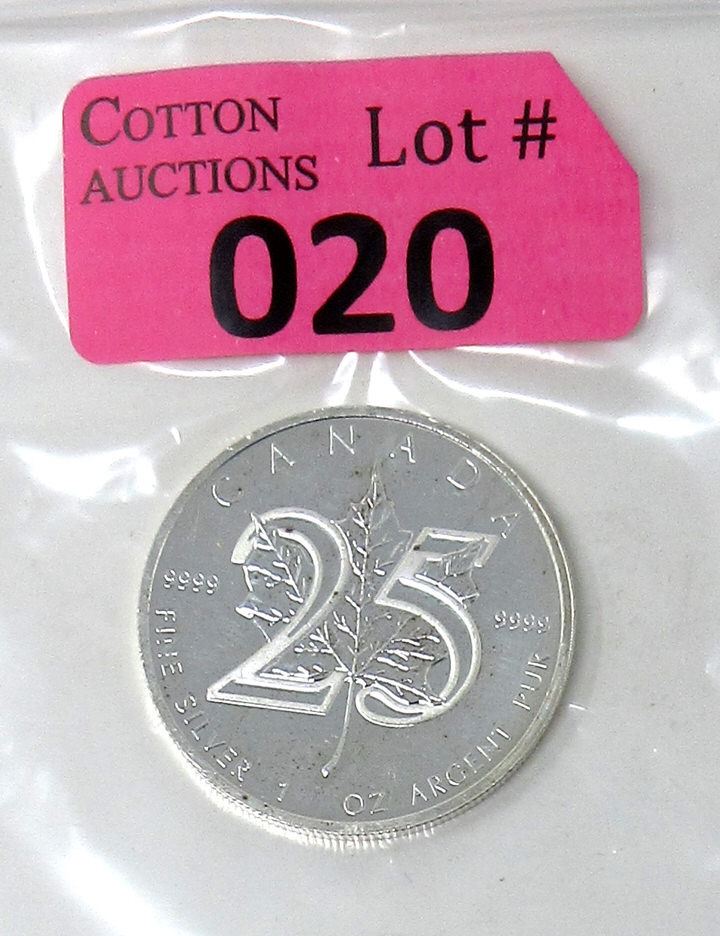 COTTON
AUCTIONS
Lot #
020
CANADA
25
9999
9999
FINE SILVER 1 OZ ARGENT PUR